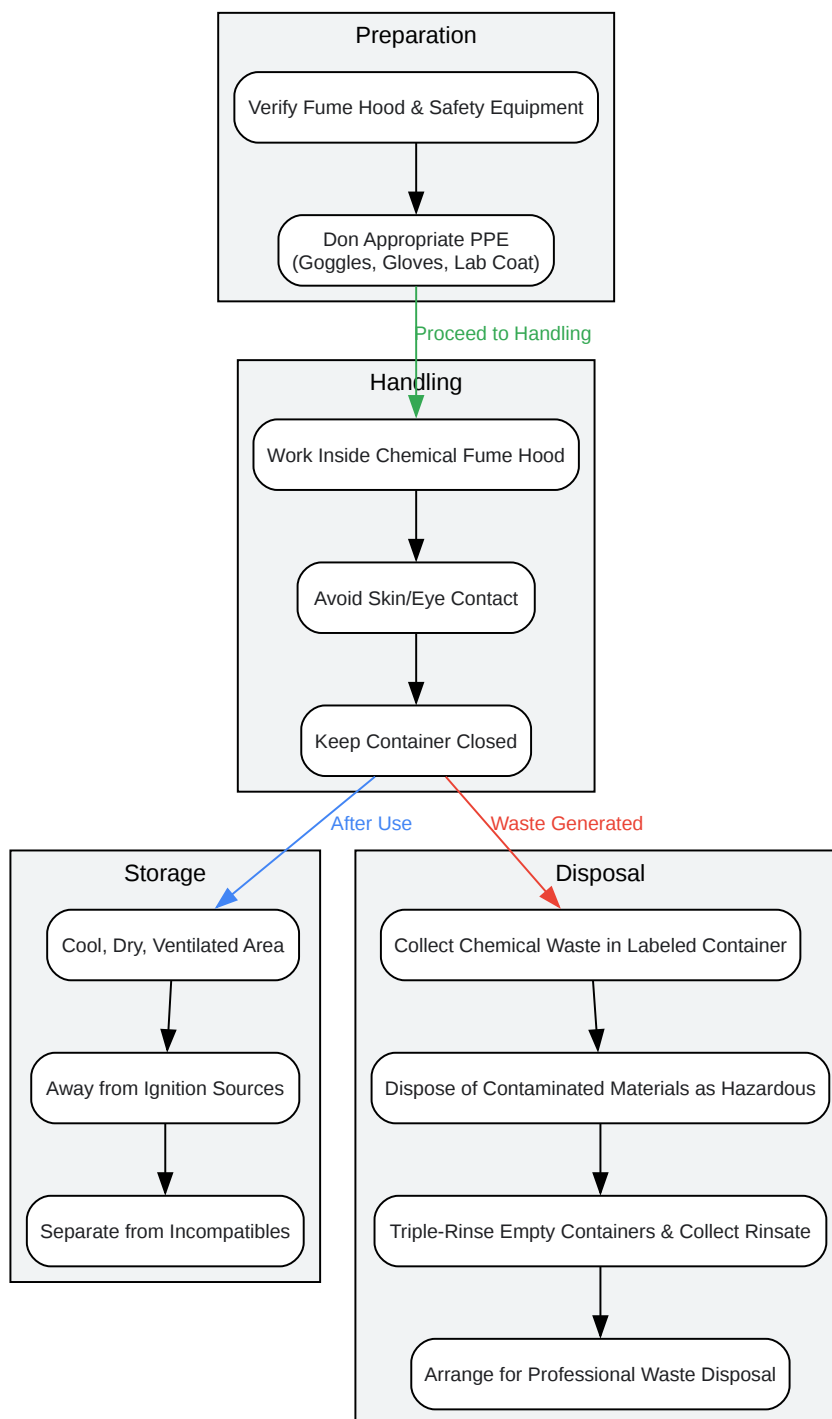 Preparation
Verify Fume Hood & Safety Equipment
Don Appropriate PPE
(Goggles, Gloves, Lab Coat)
Proceed to Handling
Handling
Work Inside Chemical Fume Hood
Avoid Skin/Eye Contact
Keep Container Closed
After Use
Waste Generated
Storage
Cool, Dry, Ventilated Area
Away from Ignition Sources
Separate from Incompatibles
Disposal
Collect Chemical Waste in Labeled Container
Dispose of Contaminated Materials as Hazardous
Triple-Rinse Empty Containers & Collect Rinsate
Arrange for Professional Waste Disposal